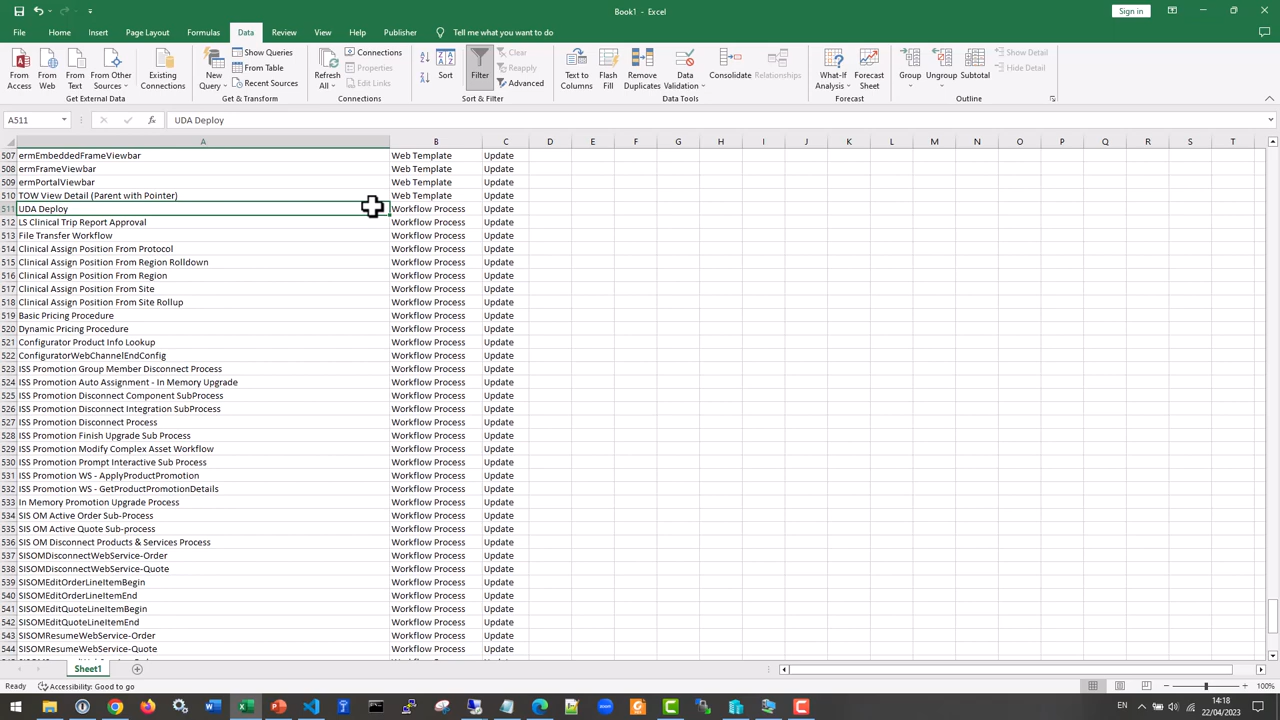 Book1 - Excel
Sign in
File Home Insert Page Layout Formulas Data Review View Help Publisher Tell me what you want to do
From Access
From Web
From Text
From Other Sources
Existing Connections
Get External Data
New Query
Show Queries
From Table
Recent Sources
Get & Transform
Refresh All
Connections
Properties
Edit Links
Connections
Sort
Filter
Clear
Reapply
Advanced
Sort & Filter
Text to Columns
Flash Fill
Remove Duplicates
Data Validation
Consolidate
Relationships
Data Tools
What-If Analysis
Forecast Sheet
Forecast
Group
Ungroup
Subtotal
Show Detail
Hide Detail
Outline
A511 fx UDA Deploy
A B C D E F G H I J K L M N O P Q R S T
507 ermEmbeddedFrameViewbar Web Template Update
508 ermFrameViewbar Web Template Update
509 ermPortalViewbar Web Template Update
510 TOW View Detail (Parent with Pointer) Web Template Update
511 UDA Deploy Workflow Process Update
512 LS Clinical Trip Report Approval Workflow Process Update
513 File Transfer Workflow Workflow Process Update
514 Clinical Assign Position From Protocol Workflow Process Update
515 Clinical Assign Position From Region Rolldown Workflow Process Update
516 Clinical Assign Position From Region Workflow Process Update
517 Clinical Assign Position From Site Workflow Process Update
518 Clinical Assign Position From Site Rollup Workflow Process Update
519 Basic Pricing Procedure Workflow Process Update
520 Dynamic Pricing Procedure Workflow Process Update
521 Configurator Product Info Lookup Workflow Process Update
522 ConfiguratorWebChannelEndConfig Workflow Process Update
523 ISS Promotion Group Member Disconnect Process Workflow Process Update
524 ISS Promotion Auto Assignment - In Memory Upgrade Workflow Process Update
525 ISS Promotion Disconnect Component SubProcess Workflow Process Update
526 ISS Promotion Disconnect Integration SubProcess Workflow Process Update
527 ISS Promotion Disconnect Process Workflow Process Update
528 ISS Promotion Finish Upgrade Sub Process Workflow Process Update
529 ISS Promotion Modify Complex Asset Workflow Workflow Process Update
530 ISS Promotion Prompt Interactive Sub Process Workflow Process Update
531 ISS Promotion WS - ApplyProductPromotion Workflow Process Update
532 ISS Promotion WS - GetProductPromotionDetails Workflow Process Update
533 In Memory Promotion Upgrade Process Workflow Process Update
534 SIS OM Active Order Sub-Process Workflow Process Update
535 SIS OM Active Quote Sub-process Workflow Process Update
536 SIS OM Disconnect Products & Services Process Workflow Process Update
537 SISOMDisconnectWebService-Order Workflow Process Update
538 SISOMDisconnectWebService-Quote Workflow Process Update
539 SISOMEditOrderLineItemBegin Workflow Process Update
540 SISOMEditOrderLineItemEnd Workflow Process Update
541 SISOMEditQuoteLineItemBegin Workflow Process Update
542 SISOMEditQuoteLineItemEnd Workflow Process Update
543 SISOMResumeWebService-Order Workflow Process Update
544 SISOMResumeWebService-Quote Workflow Process Update
Sheet1
Ready Accessibility: Good to go 100%
EN 14:18
22/04/2023